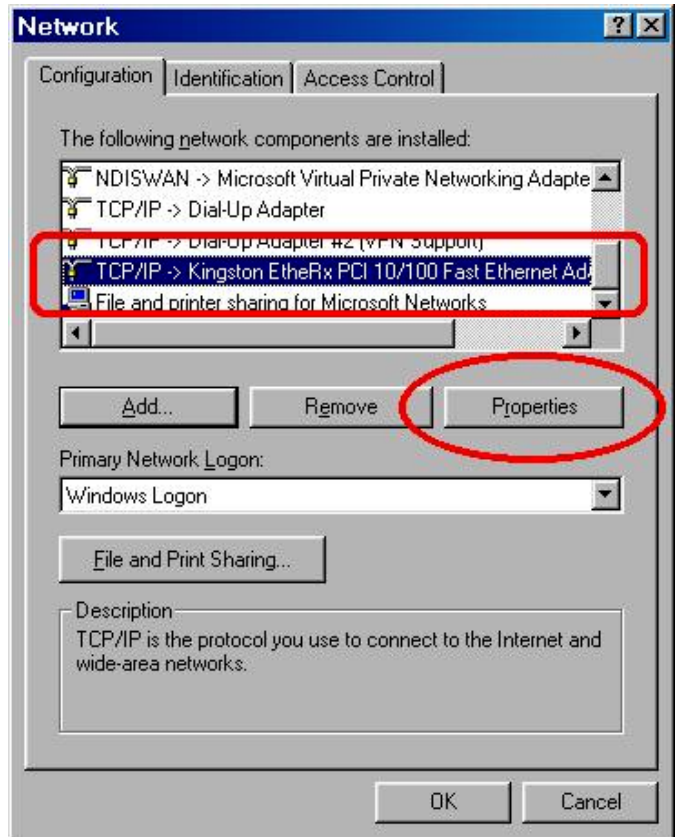 Network
Configuration
Identification
Access Control
The following network components are installed:
NDISWAN -> Microsoft Virtual Private Networking Adapte
TCP/IP -> Dial-Up Adapter
TCP/IP -> Dial-Up Adapter #2 (VPN Support)
TCP/IP -> Kingston EtheRx PCI 10/100 Fast Ethernet Ad
File and printer sharing for Microsoft Networks
Add...
Remove
Properties
Primary Network Logon:
Windows Logon
File and Print Sharing...
Description
TCP/IP is the protocol you use to connect to the Internet and
wide-area networks.
OK
Cancel